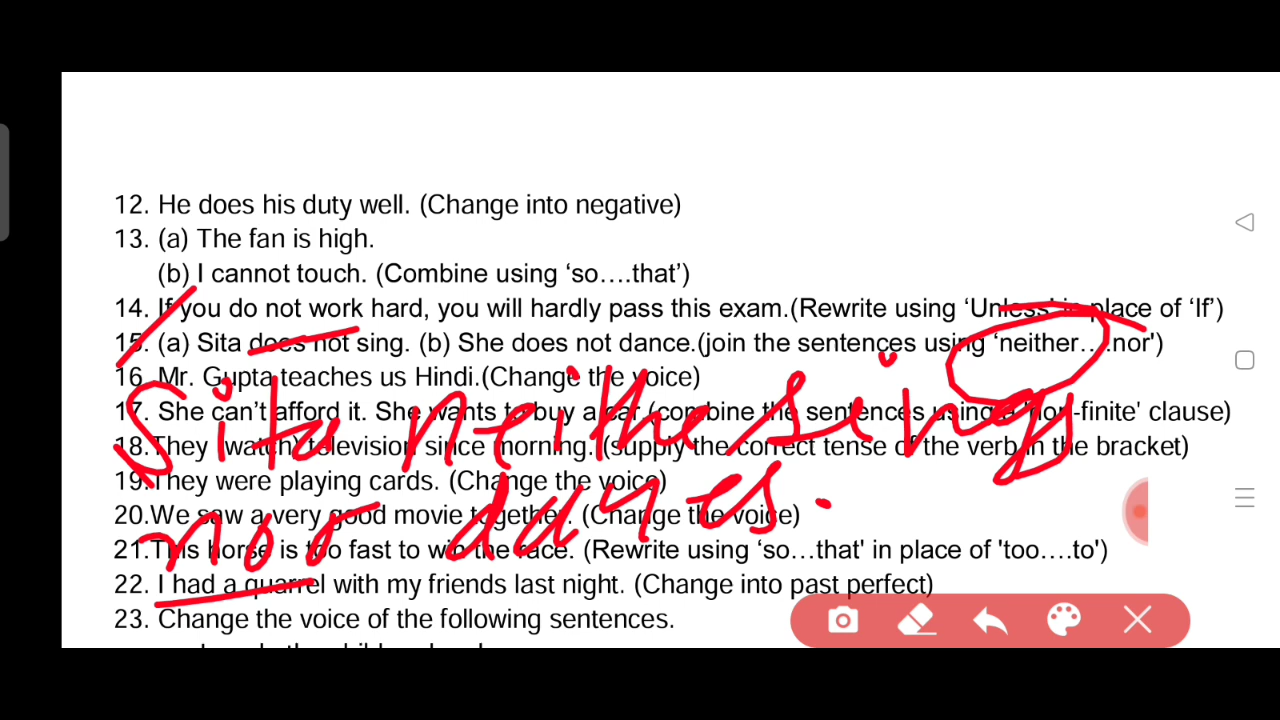 12. He does his duty well. (Change into negative)
13. (a) The fan is high.
(b) I cannot touch. (Combine using ‘so….that’)
14. If you do not work hard, you will hardly pass this exam.(Rewrite using ‘Unless’ in place of ‘If’)
15. (a) Sita does not sing. (b) She does not dance.(join the sentences using ‘neither….nor')
16. Mr. Gupta teaches us Hindi.(Change the voice)
17. She can’t afford it. She wants to buy a car (combine the sentences using a 'non-finite' clause)
18. They (watch) television since morning. (supply the correct tense of the verb in the bracket)
19.They were playing cards. (Change the voice)
20.We saw a very good movie together. (Change the voice)
21.This horse is too fast to win the race. (Rewrite using ‘so…that' in place of 'too….to')
22. I had a quarrel with my friends last night. (Change into past perfect)
23. Change the voice of the following sentences.
Sita neithe sings
nor